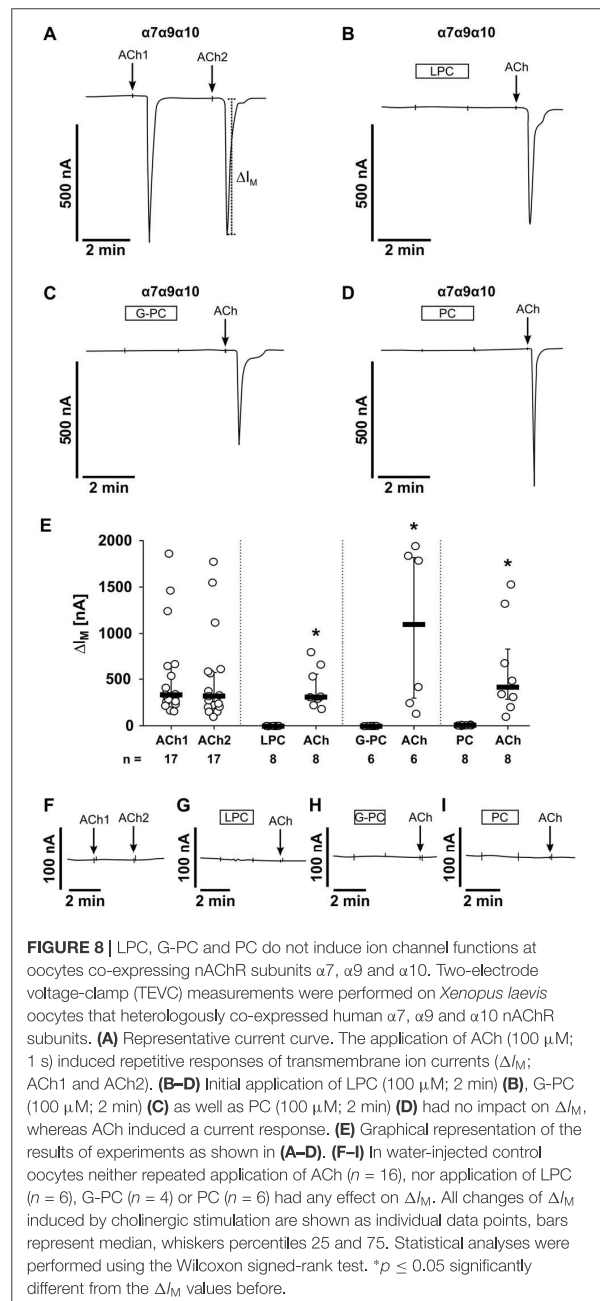 A
α7α9α10
B
α7α9α10
ACh1
ACh2
LPC
ACh
500 nA
ΔI_M
500 nA
2 min
2 min
C
α7α9α10
D
α7α9α10
G-PC
ACh
PC
ACh
500 nA
500 nA
2 min
2 min
E
2000
1500
1000
500
0
ΔI_M [nA]
* * *
ACh1 ACh2 LPC ACh G-PC ACh PC ACh
n = 17 17 8 8 6 6 8 8
F
G
H
I
ACh1 ACh2
LPC ACh
G-PC ACh
PC ACh
100 nA
100 nA
100 nA
100 nA
2 min
2 min
2 min
2 min
FIGURE 8 | LPC, G-PC and PC do not induce ion channel functions at
oocytes co-expressing nAChR subunits α7, α9 and α10. Two-electrode
voltage-clamp (TEVC) measurements were performed on Xenopus laevis
oocytes that heterologously co-expressed human α7, α9 and α10 nAChR
subunits. (A) Representative current curve. The application of ACh (100 μM;
1 s) induced repetitive responses of transmembrane ion currents (ΔI_M;
ACh1 and ACh2). (B–D) Initial application of LPC (100 μM; 2 min) (B), G-PC
(100 μM; 2 min) (C) as well as PC (100 μM; 2 min) (D) had no impact on ΔI_M,
whereas ACh induced a current response. (E) Graphical representation of the
results of experiments as shown in (A–D). (F–I) In water-injected control
oocytes neither repeated application of ACh (n = 16), nor application of LPC
(n = 6), G-PC (n = 4) or PC (n = 6) had any effect on ΔI_M. All changes of ΔI_M
induced by cholinergic stimulation are shown as individual data points, bars
represent median, whiskers percentiles 25 and 75. Statistical analyses were
performed using the Wilcoxon signed-rank test. *p ≤ 0.05 significantly
different from the ΔI_M values before.